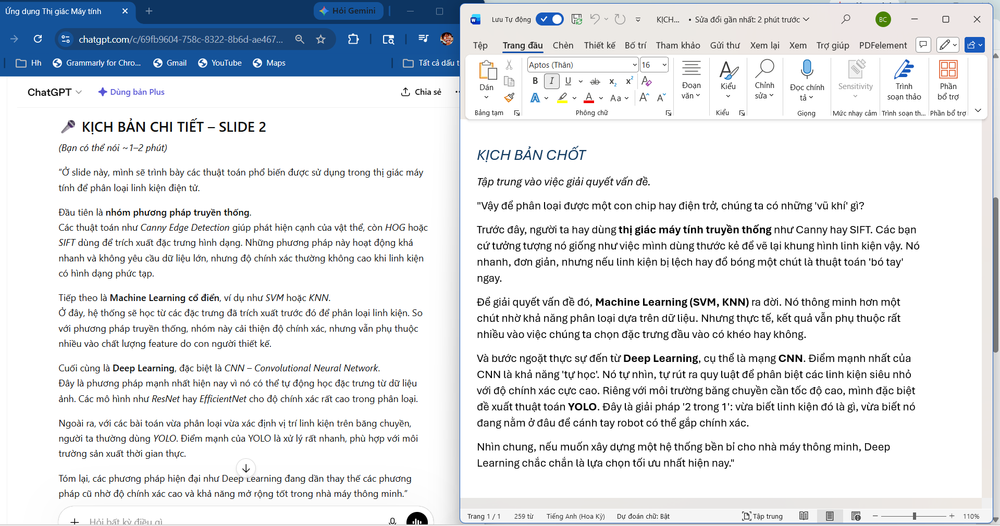 Ứng dụng Thị giác Máy tính
Hỏi Gemini
chatgpt.com/c/69fb9604-758c-8322-8b6d-ae467...
Hh
Grammarly for Chro...
Gmail
YouTube
Maps
Tất cả dấu t
ChatGPT
Dùng bản Plus
Chia sẻ
KỊCH BẢN CHI TIẾT – SLIDE 2
(Bạn có thể nói ~1–2 phút)
“Ở slide này, mình sẽ trình bày các thuật toán phổ biến được sử dụng trong thị giác máy
tính để phân loại linh kiện điện tử.
Đầu tiên là nhóm phương pháp truyền thống.
Các thuật toán như Canny Edge Detection giúp phát hiện cạnh của vật thể, còn HOG hoặc
SIFT dùng để trích xuất đặc trưng hình dạng. Những phương pháp này hoạt động khá
nhanh và không yêu cầu dữ liệu lớn, nhưng độ chính xác thường không cao khi linh kiện
có hình dạng phức tạp.
Tiếp theo là Machine Learning cổ điển, ví dụ như SVM hoặc KNN.
Ở đây, hệ thống sẽ học từ các đặc trưng đã trích xuất trước đó để phân loại linh kiện. So
với phương pháp truyền thống, nhóm này cải thiện độ chính xác, nhưng vẫn phụ thuộc
nhiều vào chất lượng feature do con người thiết kế.
Cuối cùng là Deep Learning, đặc biệt là CNN – Convolutional Neural Network.
Đây là phương pháp mạnh nhất hiện nay vì nó có thể tự động học đặc trưng từ dữ liệu
ảnh. Các mô hình như ResNet hay EfficientNet cho độ chính xác rất cao trong phân loại.
Ngoài ra, với các bài toán vừa phân loại vừa xác định vị trí linh kiện trên băng chuyền,
người ta thường dùng YOLO. Điểm mạnh của YOLO là xử lý rất nhanh, phù hợp với môi
trường sản xuất thời gian thực.
Tóm lại, các phương pháp hiện đại như Deep Learning đang dần thay thế các phương
pháp cũ nhờ độ chính xác cao và khả năng mở rộng tốt trong nhà máy thông minh.”
Hỏi bất kỳ điều gì
Lưu Tự động
KỊCH... • Sửa đổi gần nhất: 2 phút trước
BC
Tệp
Trang đầu
Chèn
Thiết kế
Bố trí
Tham khảo
Gửi thư
Xem lại
Xem
Trợ giúp
PDFelement
Dán
Bảng tạm
Aptos (Thân)
16
B I U ab x₂ x² A
A A Aa A A
Phông chữ
Đoạn
văn
Kiểu
Kiểu
Chỉnh
sửa
Đọc chính
tả
Giọng
Sensitivity
Mức nhạy cảm
Trình
soạn thảo
Trình soạn th...
Phần
bổ trợ
Phần bổ trợ
KỊCH BẢN CHỐT
Tập trung vào việc giải quyết vấn đề.
"Vậy để phân loại được một con chip hay điện trở, chúng ta có những 'vũ khí' gì?
Trước đây, người ta hay dùng thị giác máy tính truyền thống như Canny hay SIFT. Các bạn
cứ tưởng tượng nó giống như việc mình dùng thước kẻ để vẽ lại khung hình linh kiện vậy. Nó
nhanh, đơn giản, nhưng nếu linh kiện bị lệch hay đổ bóng một chút là thuật toán 'bó tay'
ngay.
Để giải quyết vấn đề đó, Machine Learning (SVM, KNN) ra đời. Nó thông minh hơn một
chút nhờ khả năng phân loại dựa trên dữ liệu. Nhưng thực tế, kết quả vẫn phụ thuộc rất
nhiều vào việc chúng ta chọn đặc trưng đầu vào có khéo hay không.
Và bước ngoặt thực sự đến từ Deep Learning, cụ thể là mạng CNN. Điểm mạnh nhất của
CNN là khả năng 'tự học'. Nó tự nhìn, tự rút ra quy luật để phân biệt các linh kiện siêu nhỏ
với độ chính xác cực cao. Riêng với môi trường băng chuyền cần tốc độ cao, mình đặc biệt
đề xuất thuật toán YOLO. Đây là giải pháp '2 trong 1': vừa biết linh kiện đó là gì, vừa biết nó
đang nằm ở đâu để cánh tay robot có thể gắp chính xác.
Nhìn chung, nếu muốn xây dựng một hệ thống bền bỉ cho nhà máy thông minh, Deep
Learning chắc chắn là lựa chọn tối ưu nhất hiện nay."
Trang 1 / 1
259 từ
Tiếng Anh (Hoa Kỳ)
Dự đoán chữ: Bật
Tập trung
110%